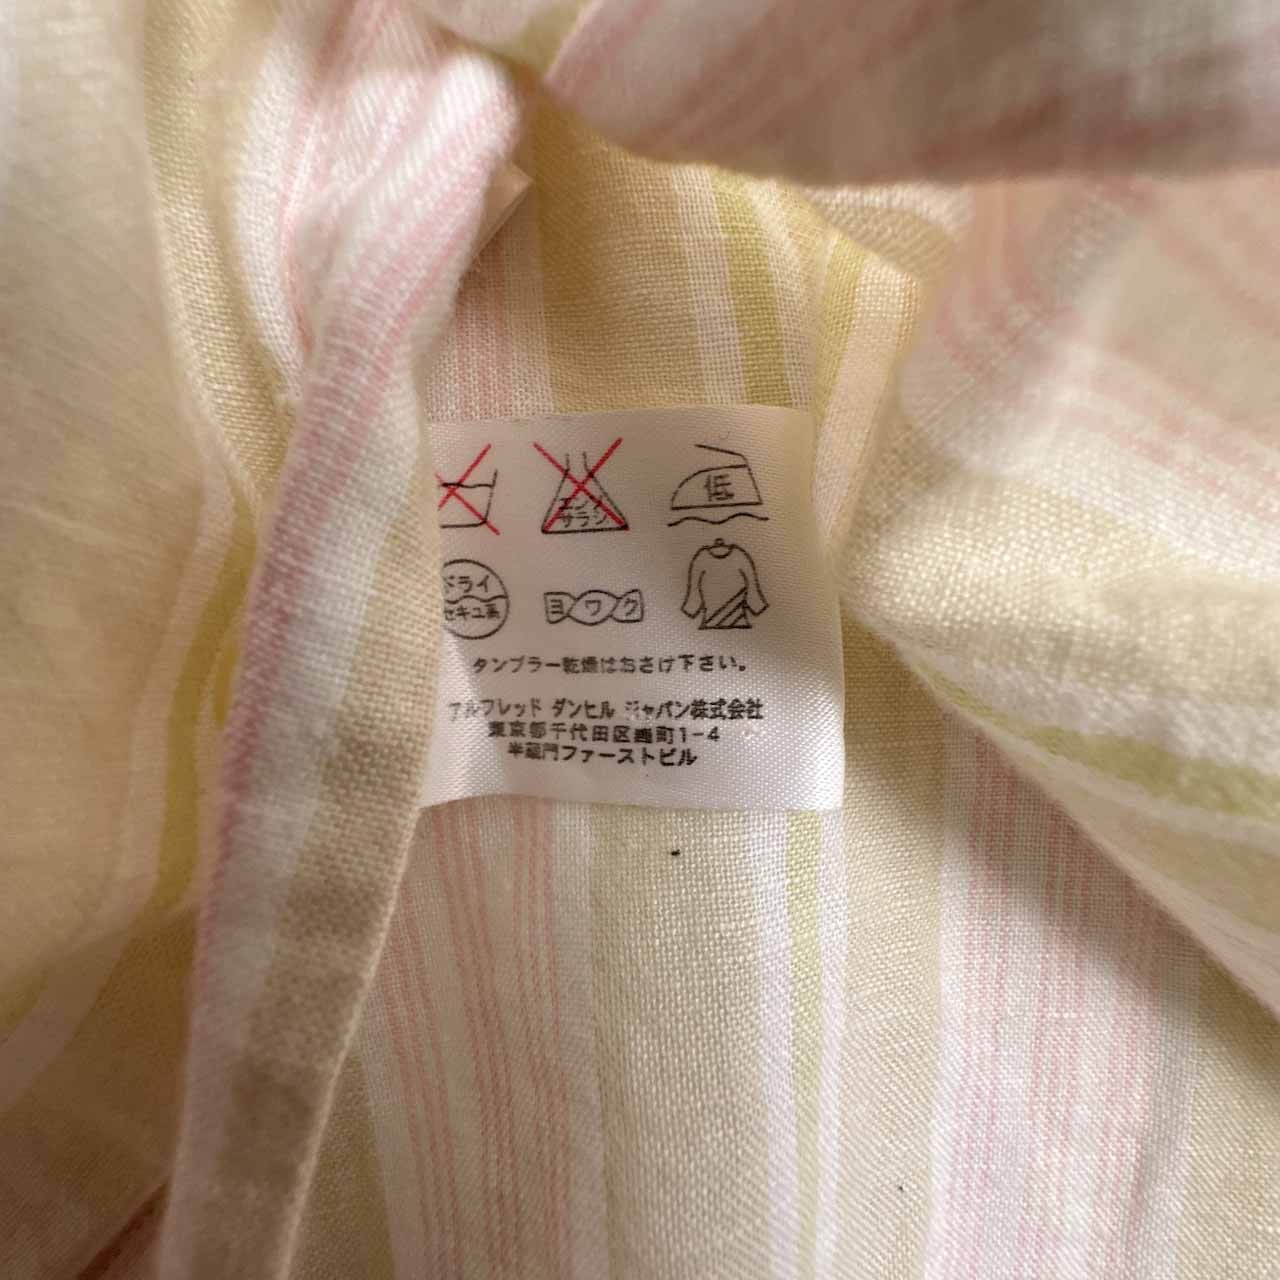 エンソ
サラシ
低
ドライ
セキユ系
ヨワク
タンブラー乾燥はおさけ下さい。
アルフレッド ダンヒル ジャパン株式会社
東京都千代田区麹町1-4
半蔵門ファーストビル